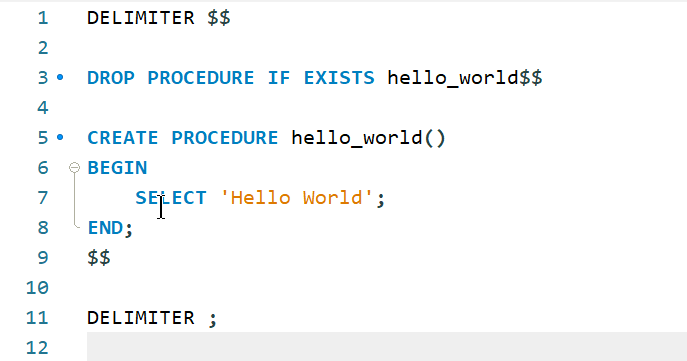 1 DELIMITER $$
2
3 DROP PROCEDURE IF EXISTS hello_world$$
4
5 CREATE PROCEDURE hello_world()
6 BEGIN
7 SELECT 'Hello World';
8 END;
9 $$
10
11 DELIMITER ;
12